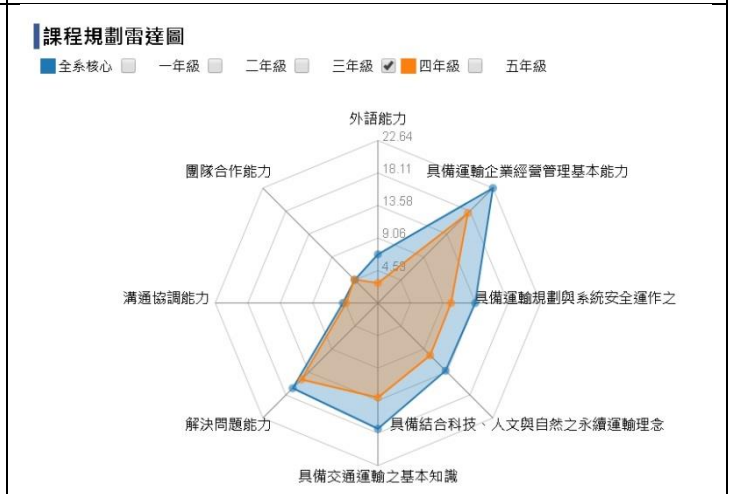 課程規劃雷達圖
全系核心 一年級 二年級 三年級 四年級 五年級
外語能力
22.64
團隊合作能力 18.11 具備運輸企業經營管理基本能力
13.58
9.06
4.53
溝通協調能力 具備運輸規劃與系統安全運作之
解決問題能力 具備結合科技、人文與自然之永續運輸理念
具備交通運輸之基本知識